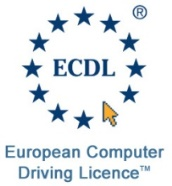 ®
ECDL
European Computer
Driving Licence™